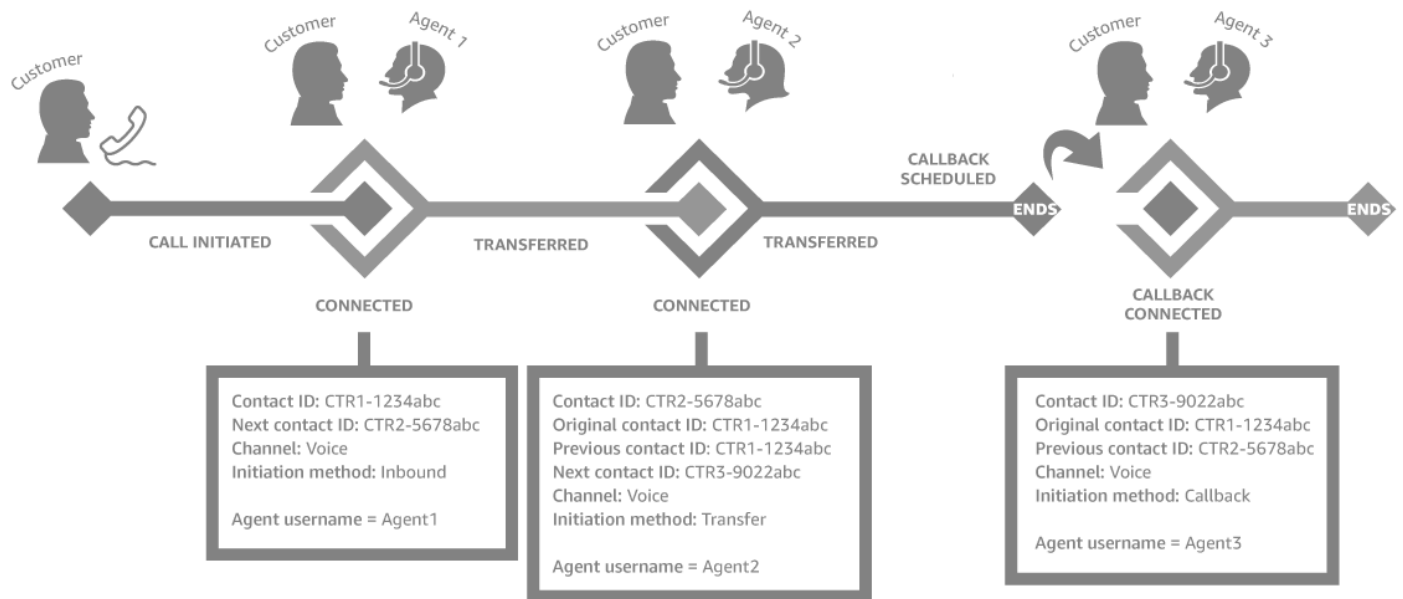 Customer
Customer
Agent 1
Customer
Agent 2
Customer
Agent 3
CALLBACK
SCHEDULED
ENDS
ENDS
CALL INITIATED
TRANSFERRED
TRANSFERRED
CONNECTED
CONNECTED
CALLBACK
CONNECTED
Contact ID: CTR1-1234abc
Next contact ID: CTR2-5678abc
Channel: Voice
Initiation method: Inbound
Agent username = Agent1
Contact ID: CTR2-5678abc
Original contact ID: CTR1-1234abc
Previous contact ID: CTR1-1234abc
Next contact ID: CTR3-9022abc
Channel: Voice
Initiation method: Transfer
Agent username = Agent2
Contact ID: CTR3-9022abc
Original contact ID: CTR1-1234abc
Previous contact ID: CTR2-5678abc
Channel: Voice
Initiation method: Callback
Agent username = Agent3